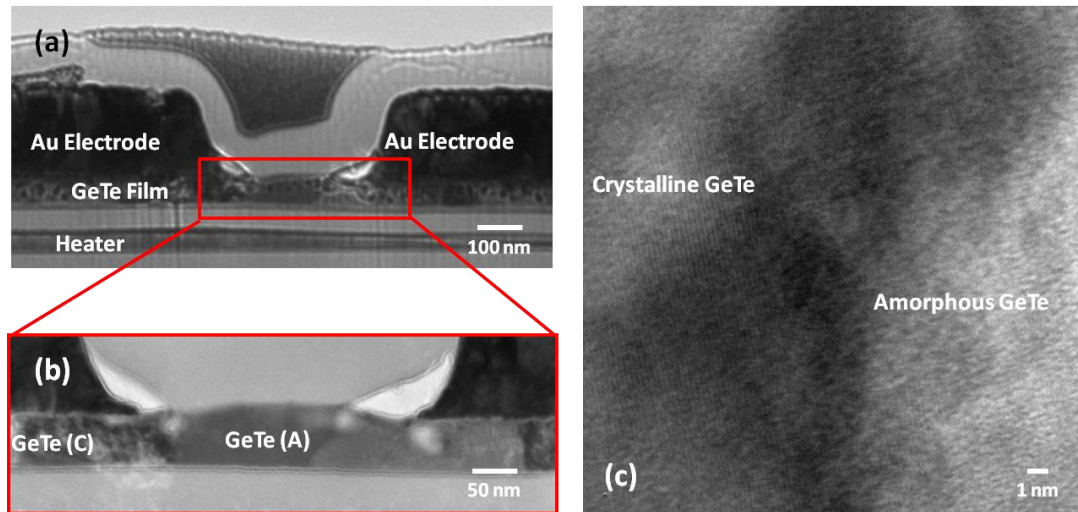 (a)
Au Electrode
Au Electrode
GeTe Film
Heater
100 nm
(b)
GeTe (C)
GeTe (A)
50 nm
Crystalline GeTe
Amorphous GeTe
(c)
1 nm